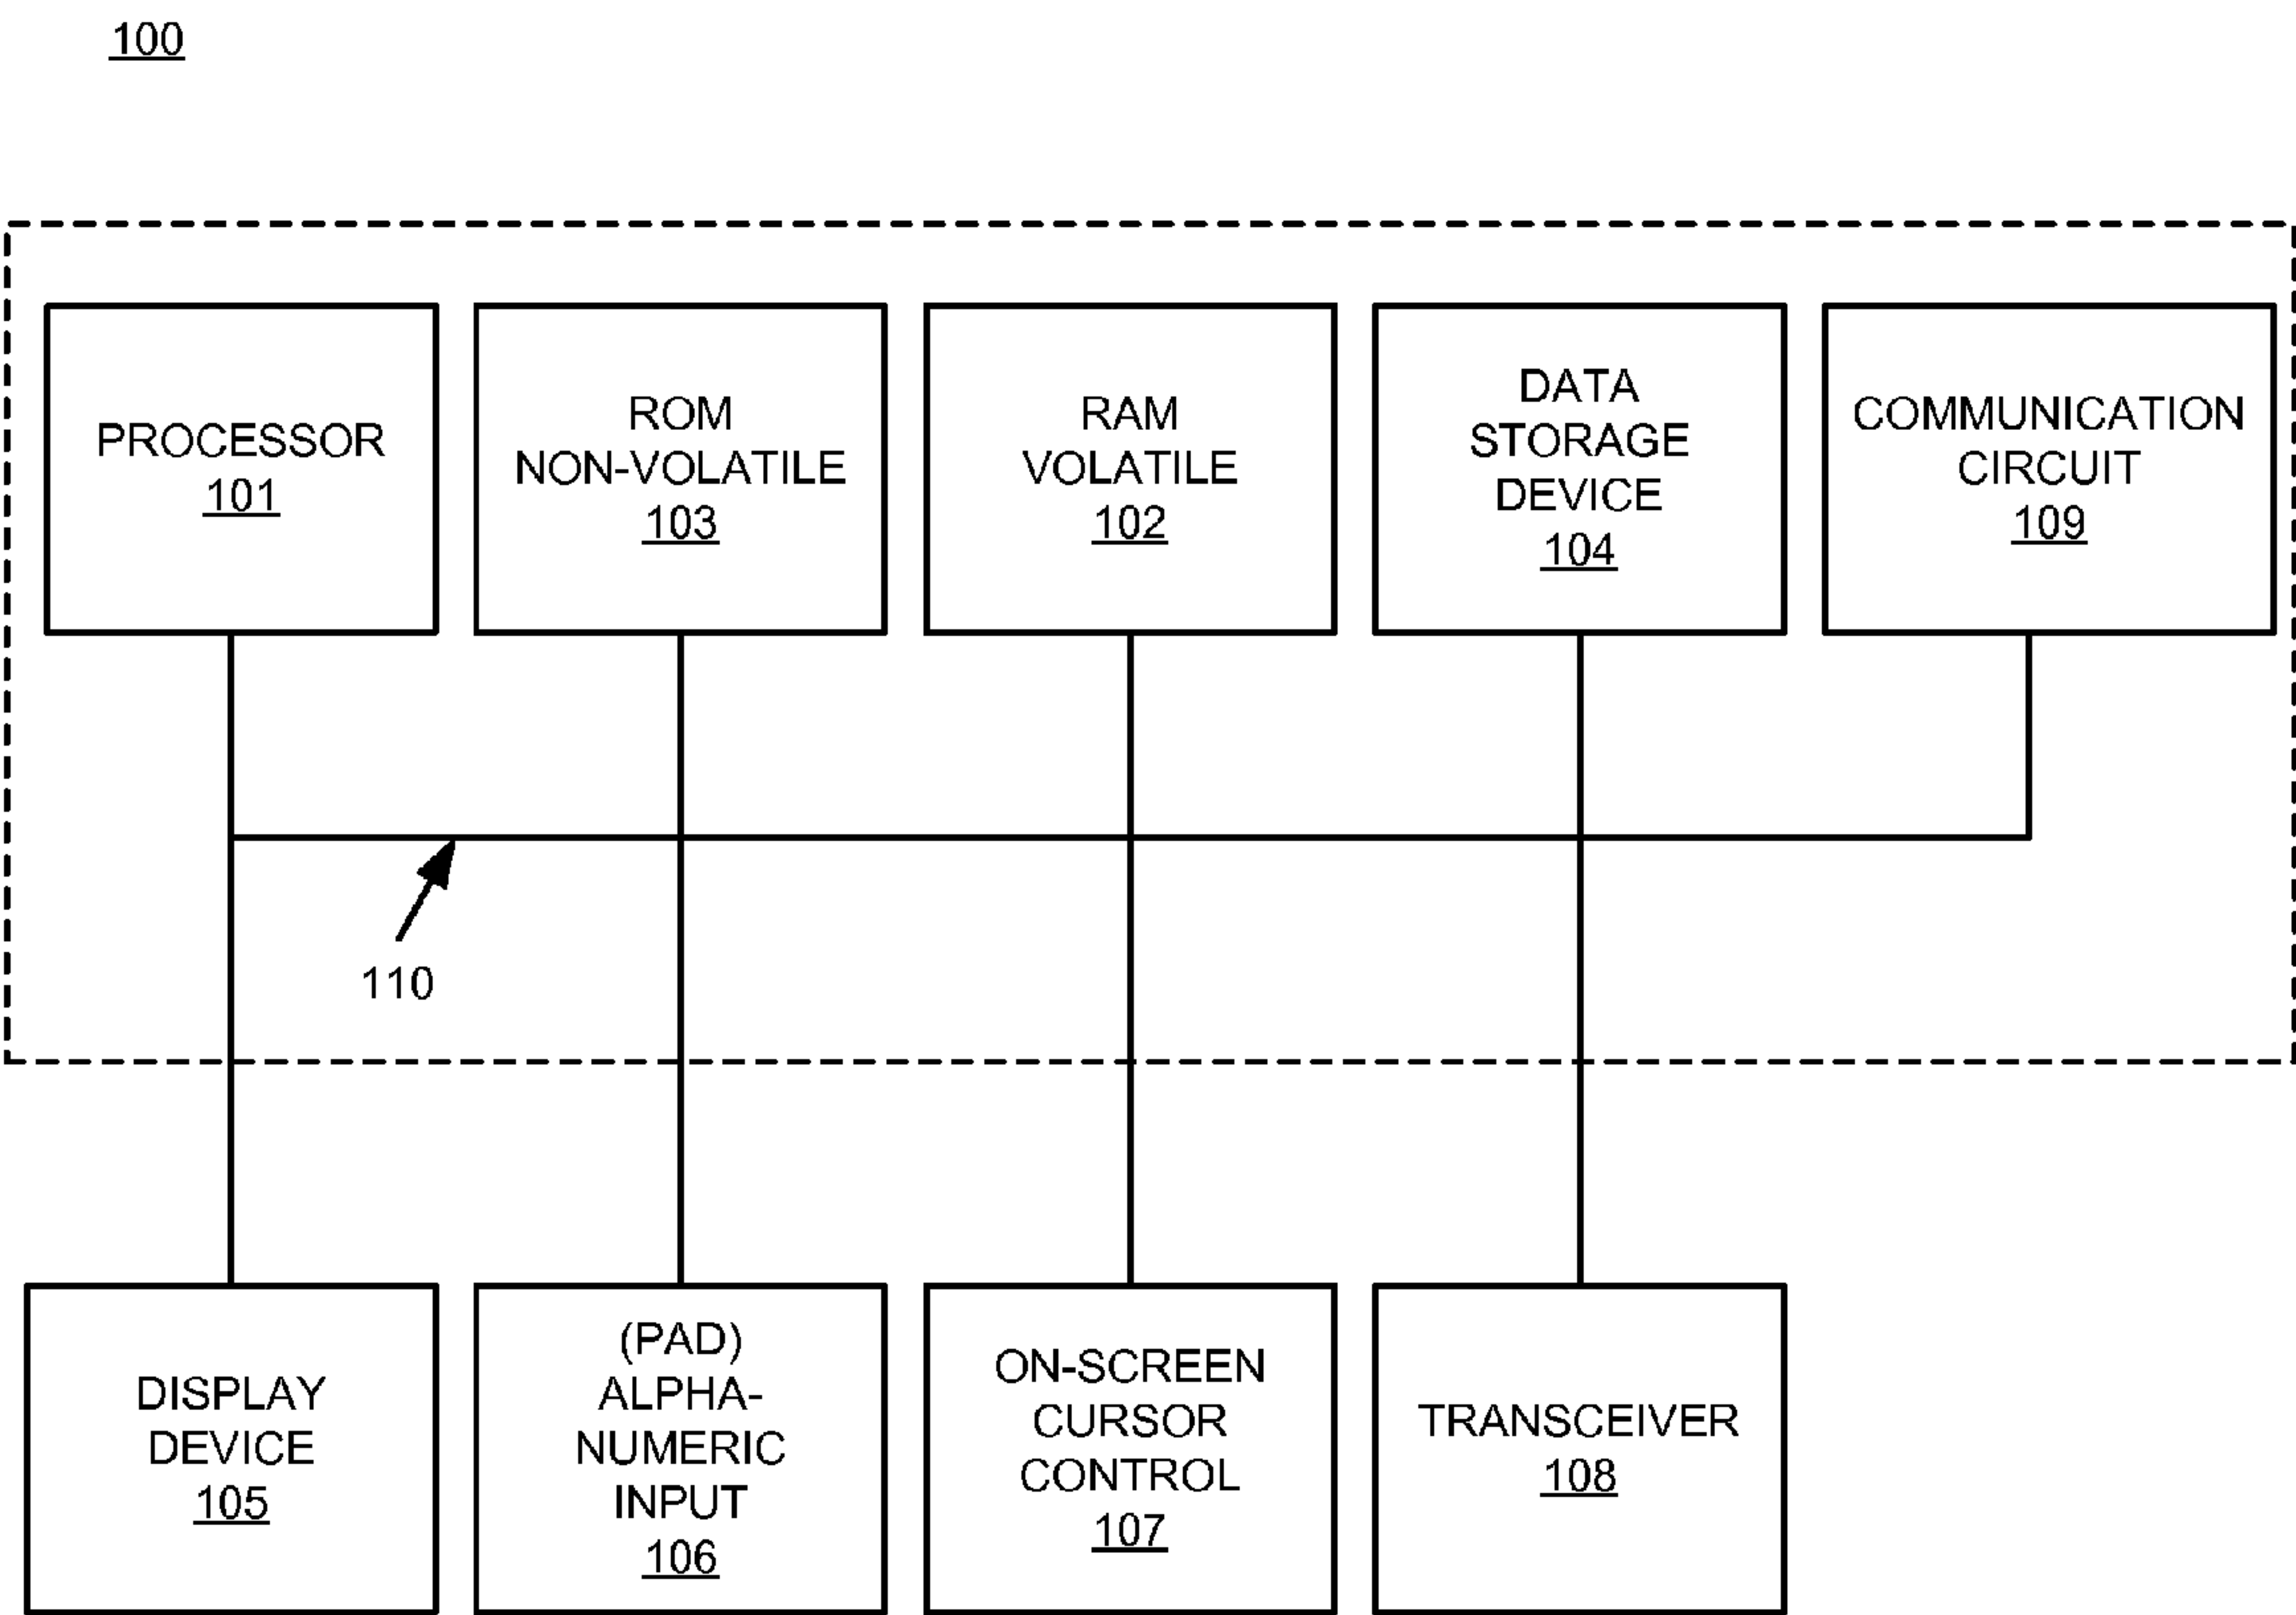 100
PROCESSOR
101
ROM
NON-VOLATILE
103
RAM
VOLATILE
102
DATA
STORAGE
DEVICE
104
COMMUNICATION
CIRCUIT
109
110
DISPLAY
DEVICE
105
(PAD)
ALPHA-
NUMERIC
INPUT
106
ON-SCREEN
CURSOR
CONTROL
107
TRANSCEIVER
108